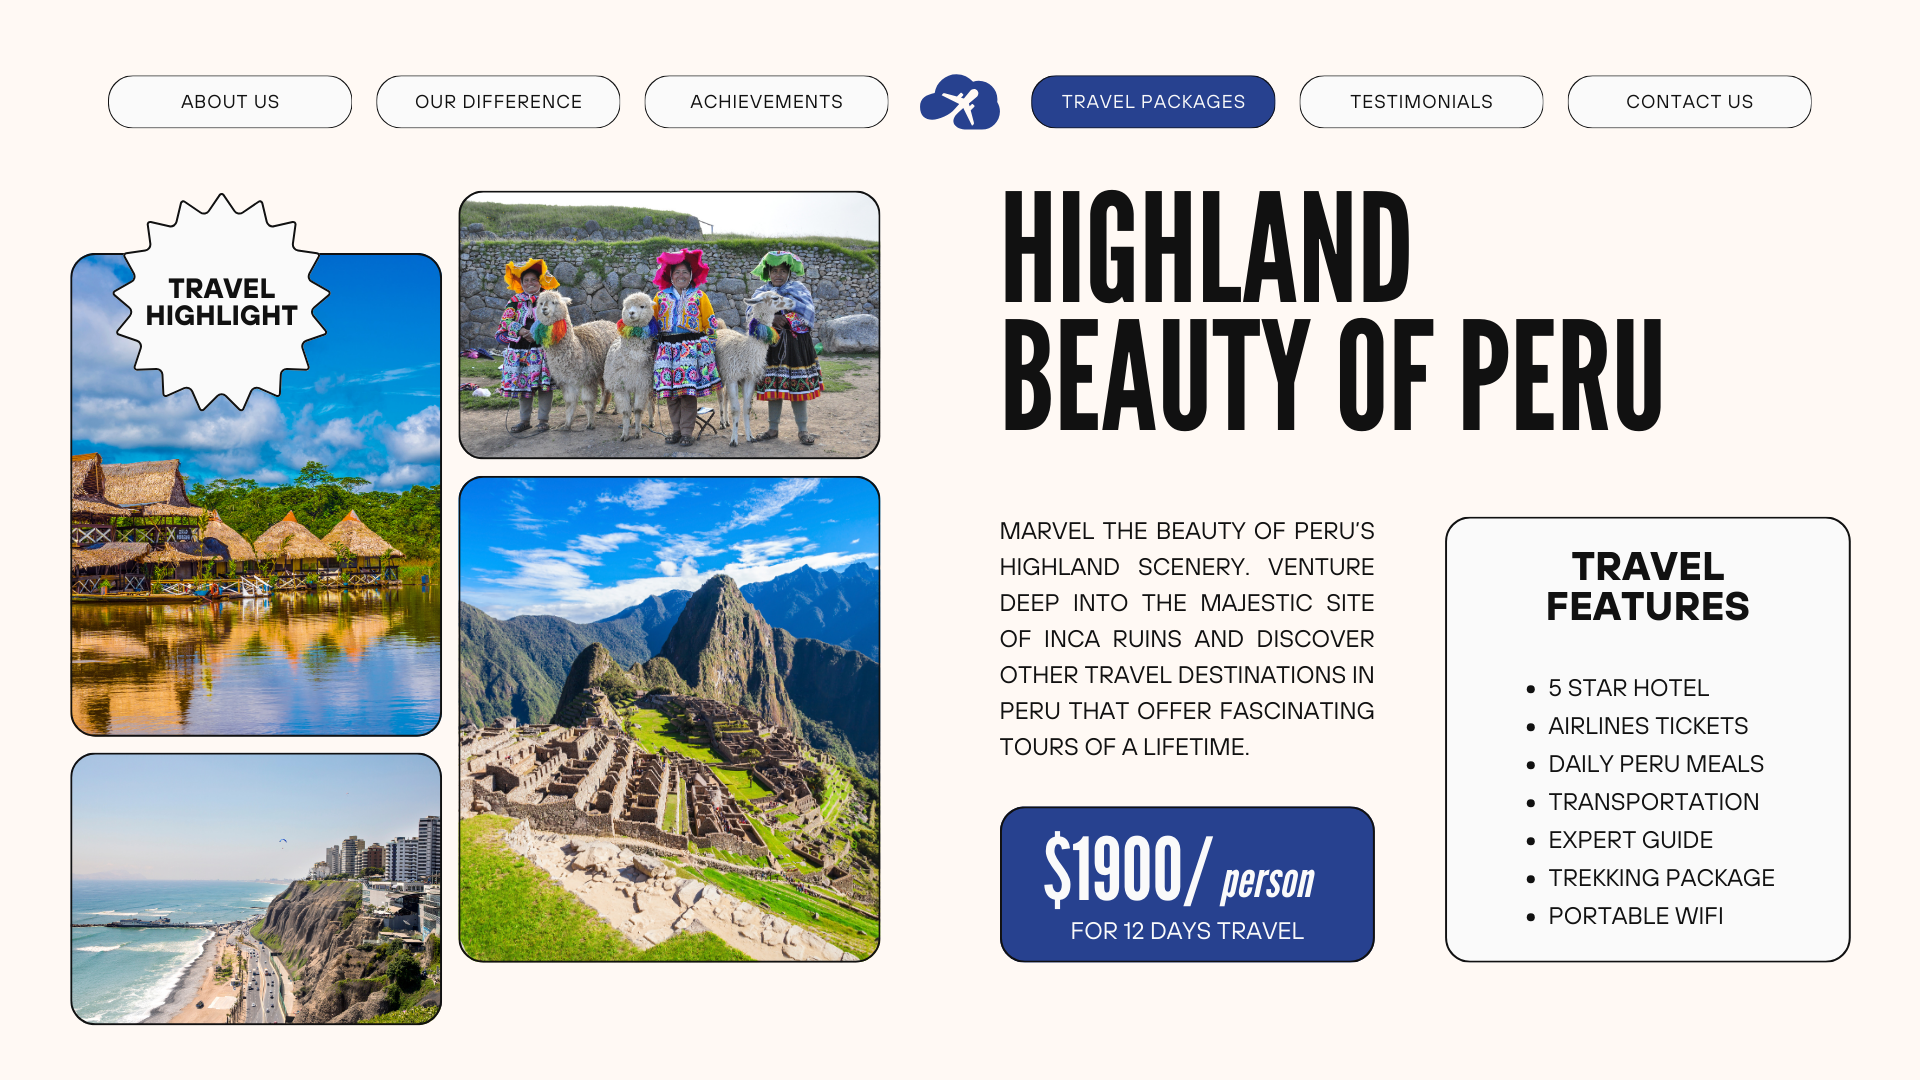 ABOUT US
OUR DIFFERENCE
ACHIEVEMENTS
TRAVEL PACKAGES
TESTIMONIALS
CONTACT US
TRAVEL
HIGHLIGHT
HIGHLAND
BEAUTY OF PERU
MARVEL THE BEAUTY OF PERU'S
HIGHLAND SCENERY. VENTURE
DEEP INTO THE MAJESTIC SITE
OF INCA RUINS AND DISCOVER
OTHER TRAVEL DESTINATIONS IN
PERU THAT OFFER FASCINATING
TOURS OF A LIFETIME.
$1900/ person
FOR 12 DAYS TRAVEL
TRAVEL
FEATURES
• 5 STAR HOTEL
• AIRLINES TICKETS
• DAILY PERU MEALS
• TRANSPORTATION
• EXPERT GUIDE
• TREKKING PACKAGE
• PORTABLE WIFI